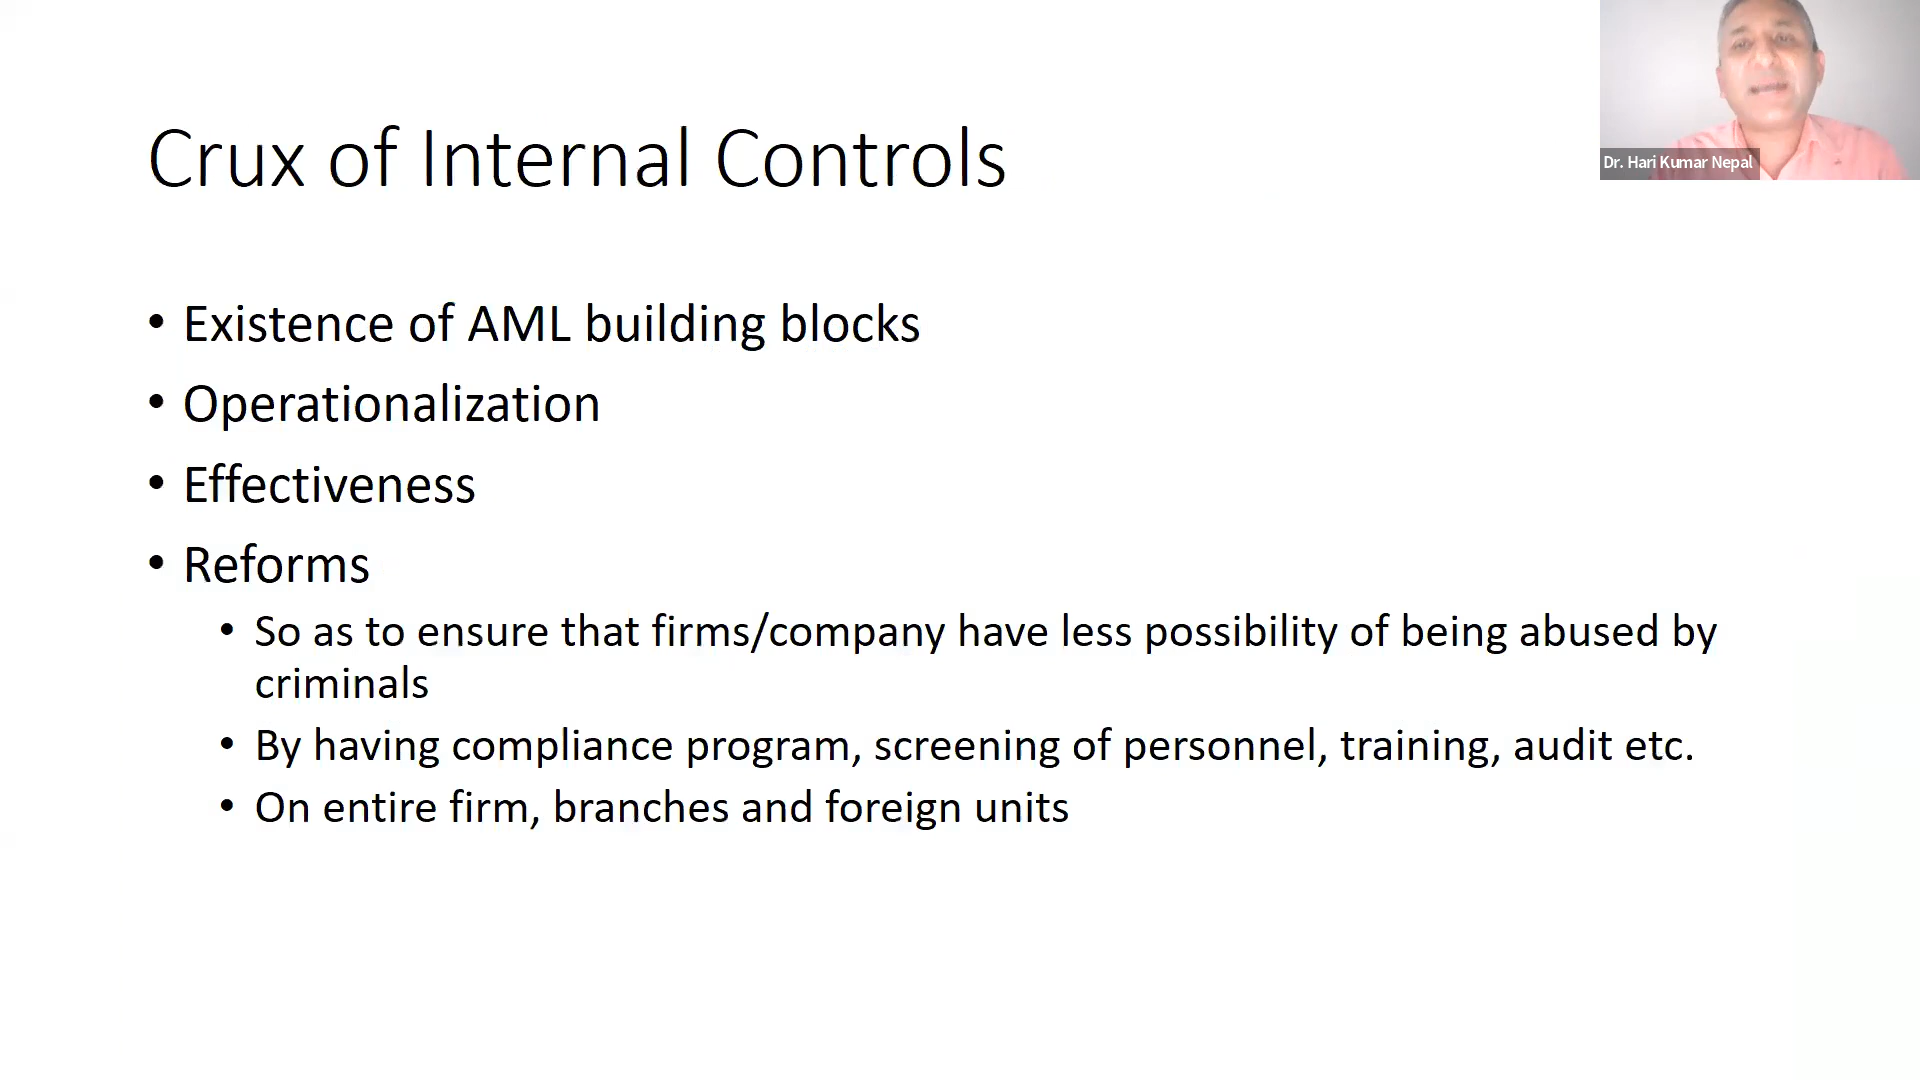 Crux of Internal Controls
Dr. Hari Kumar Nepal
• Existence of AML building blocks
• Operationalization
• Effectiveness
• Reforms
• So as to ensure that firms/company have less possibility of being abused by
criminals
• By having compliance program, screening of personnel, training, audit etc.
• On entire firm, branches and foreign units